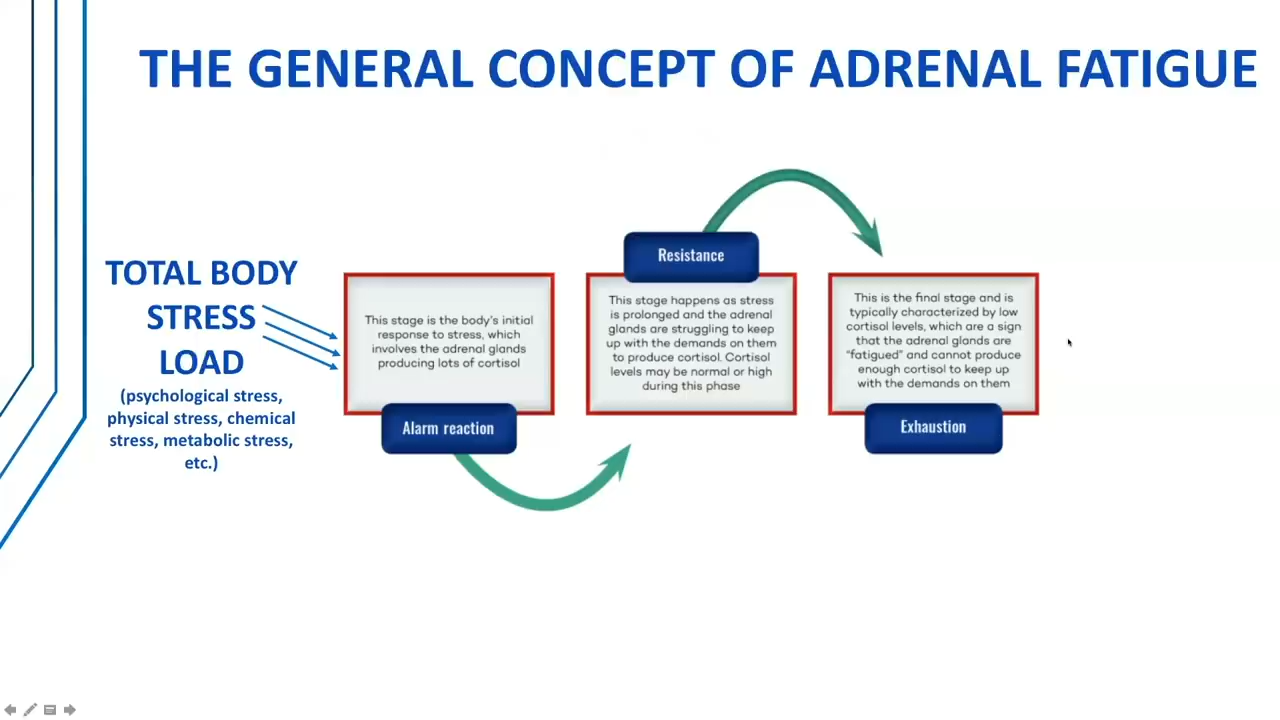 THE GENERAL CONCEPT OF ADRENAL FATIGUE
TOTAL BODY
STRESS
LOAD
(psychological stress,
physical stress, chemical
stress, metabolic stress,
etc.)
This stage is the body's initial
response to stress, which
involves the adrenal glands
producing lots of cortisol
Alarm reaction
Resistance
This stage happens as stress
is prolonged and the adrenal
glands are struggling to keep
up with the demands on them
to produce cortisol. Cortisol
levels may be normal or high
during this phase
This is the final stage and is
typically characterized by low
cortisol levels, which are a sign
that the adrenal glands are
"fatigued" and cannot produce
enough cortisol to keep up
with the demands on them
Exhaustion